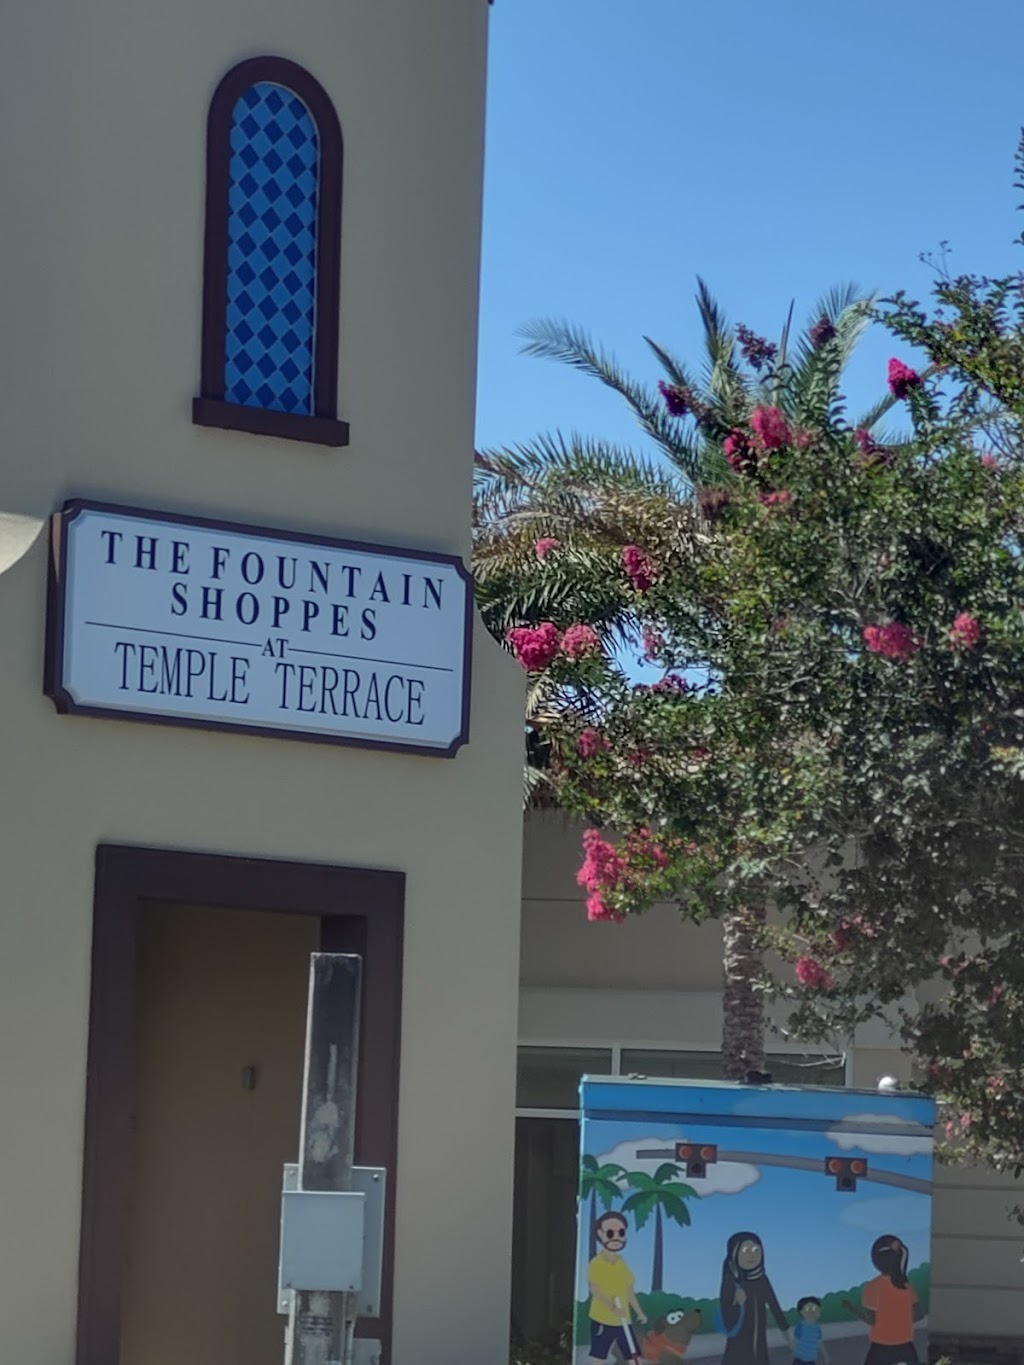 THE FOUNTAIN
SHOPPES
AT
TEMPLE TERRACE